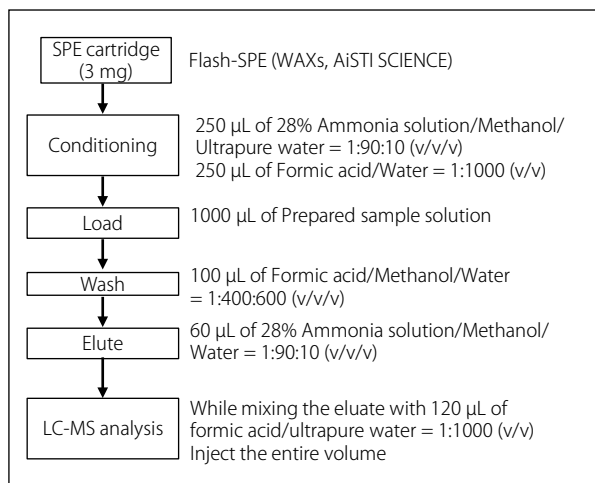 SPE cartridge
(3 mg)
Flash-SPE (WAXs, AiSTI SCIENCE)
Conditioning
250 µL of 28% Ammonia solution/Methanol/
Ultrapure water = 1:90:10 (v/v/v)
250 µL of Formic acid/Water = 1:1000 (v/v)
Load
1000 µL of Prepared sample solution
Wash
100 µL of Formic acid/Methanol/Water
= 1:400:600 (v/v/v)
Elute
60 µL of 28% Ammonia solution/Methanol/
Water = 1:90:10 (v/v/v)
LC-MS analysis
While mixing the eluate with 120 µL of
formic acid/ultrapure water = 1:1000 (v/v)
Inject the entire volume